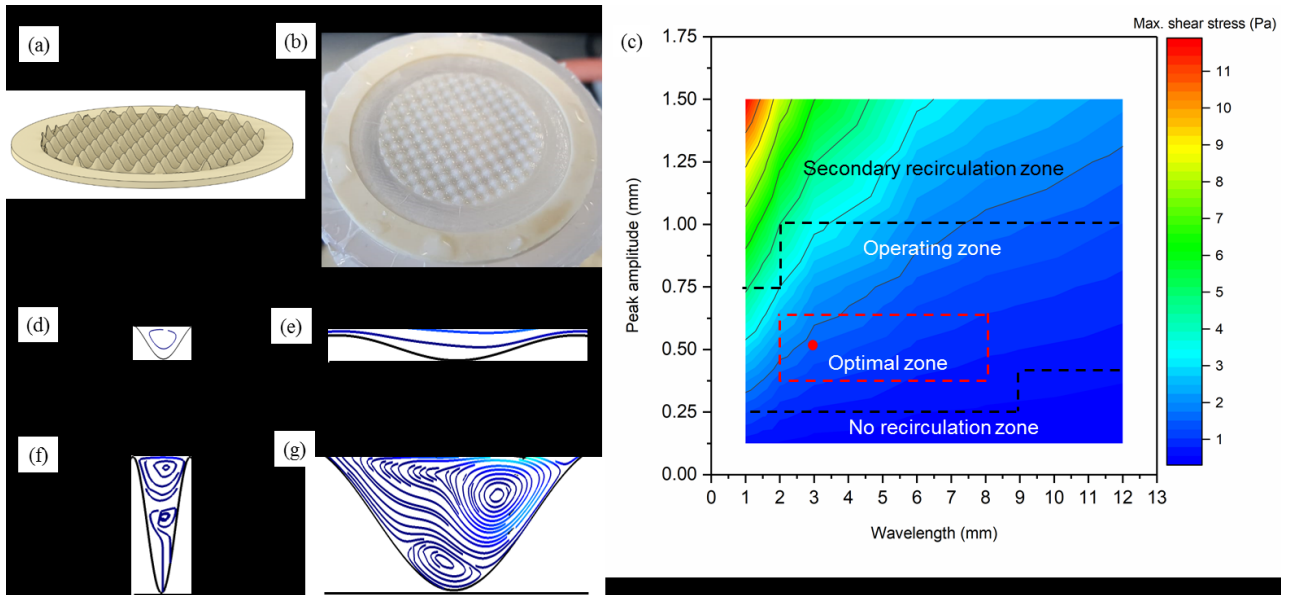 (a)
(b)
(c)
Max. shear stress (Pa)
1.75
1.50
1.25
1.00
0.75
0.50
0.25
0.00
Peak amplitude (mm)
Secondary recirculation zone
Operating zone
Optimal zone
No recirculation zone
0 1 2 3 4 5 6 7 8 9 10 11 12 13
Wavelength (mm)
11
10
9
8
7
6
5
4
3
2
1
(d)
(e)
(f)
(g)